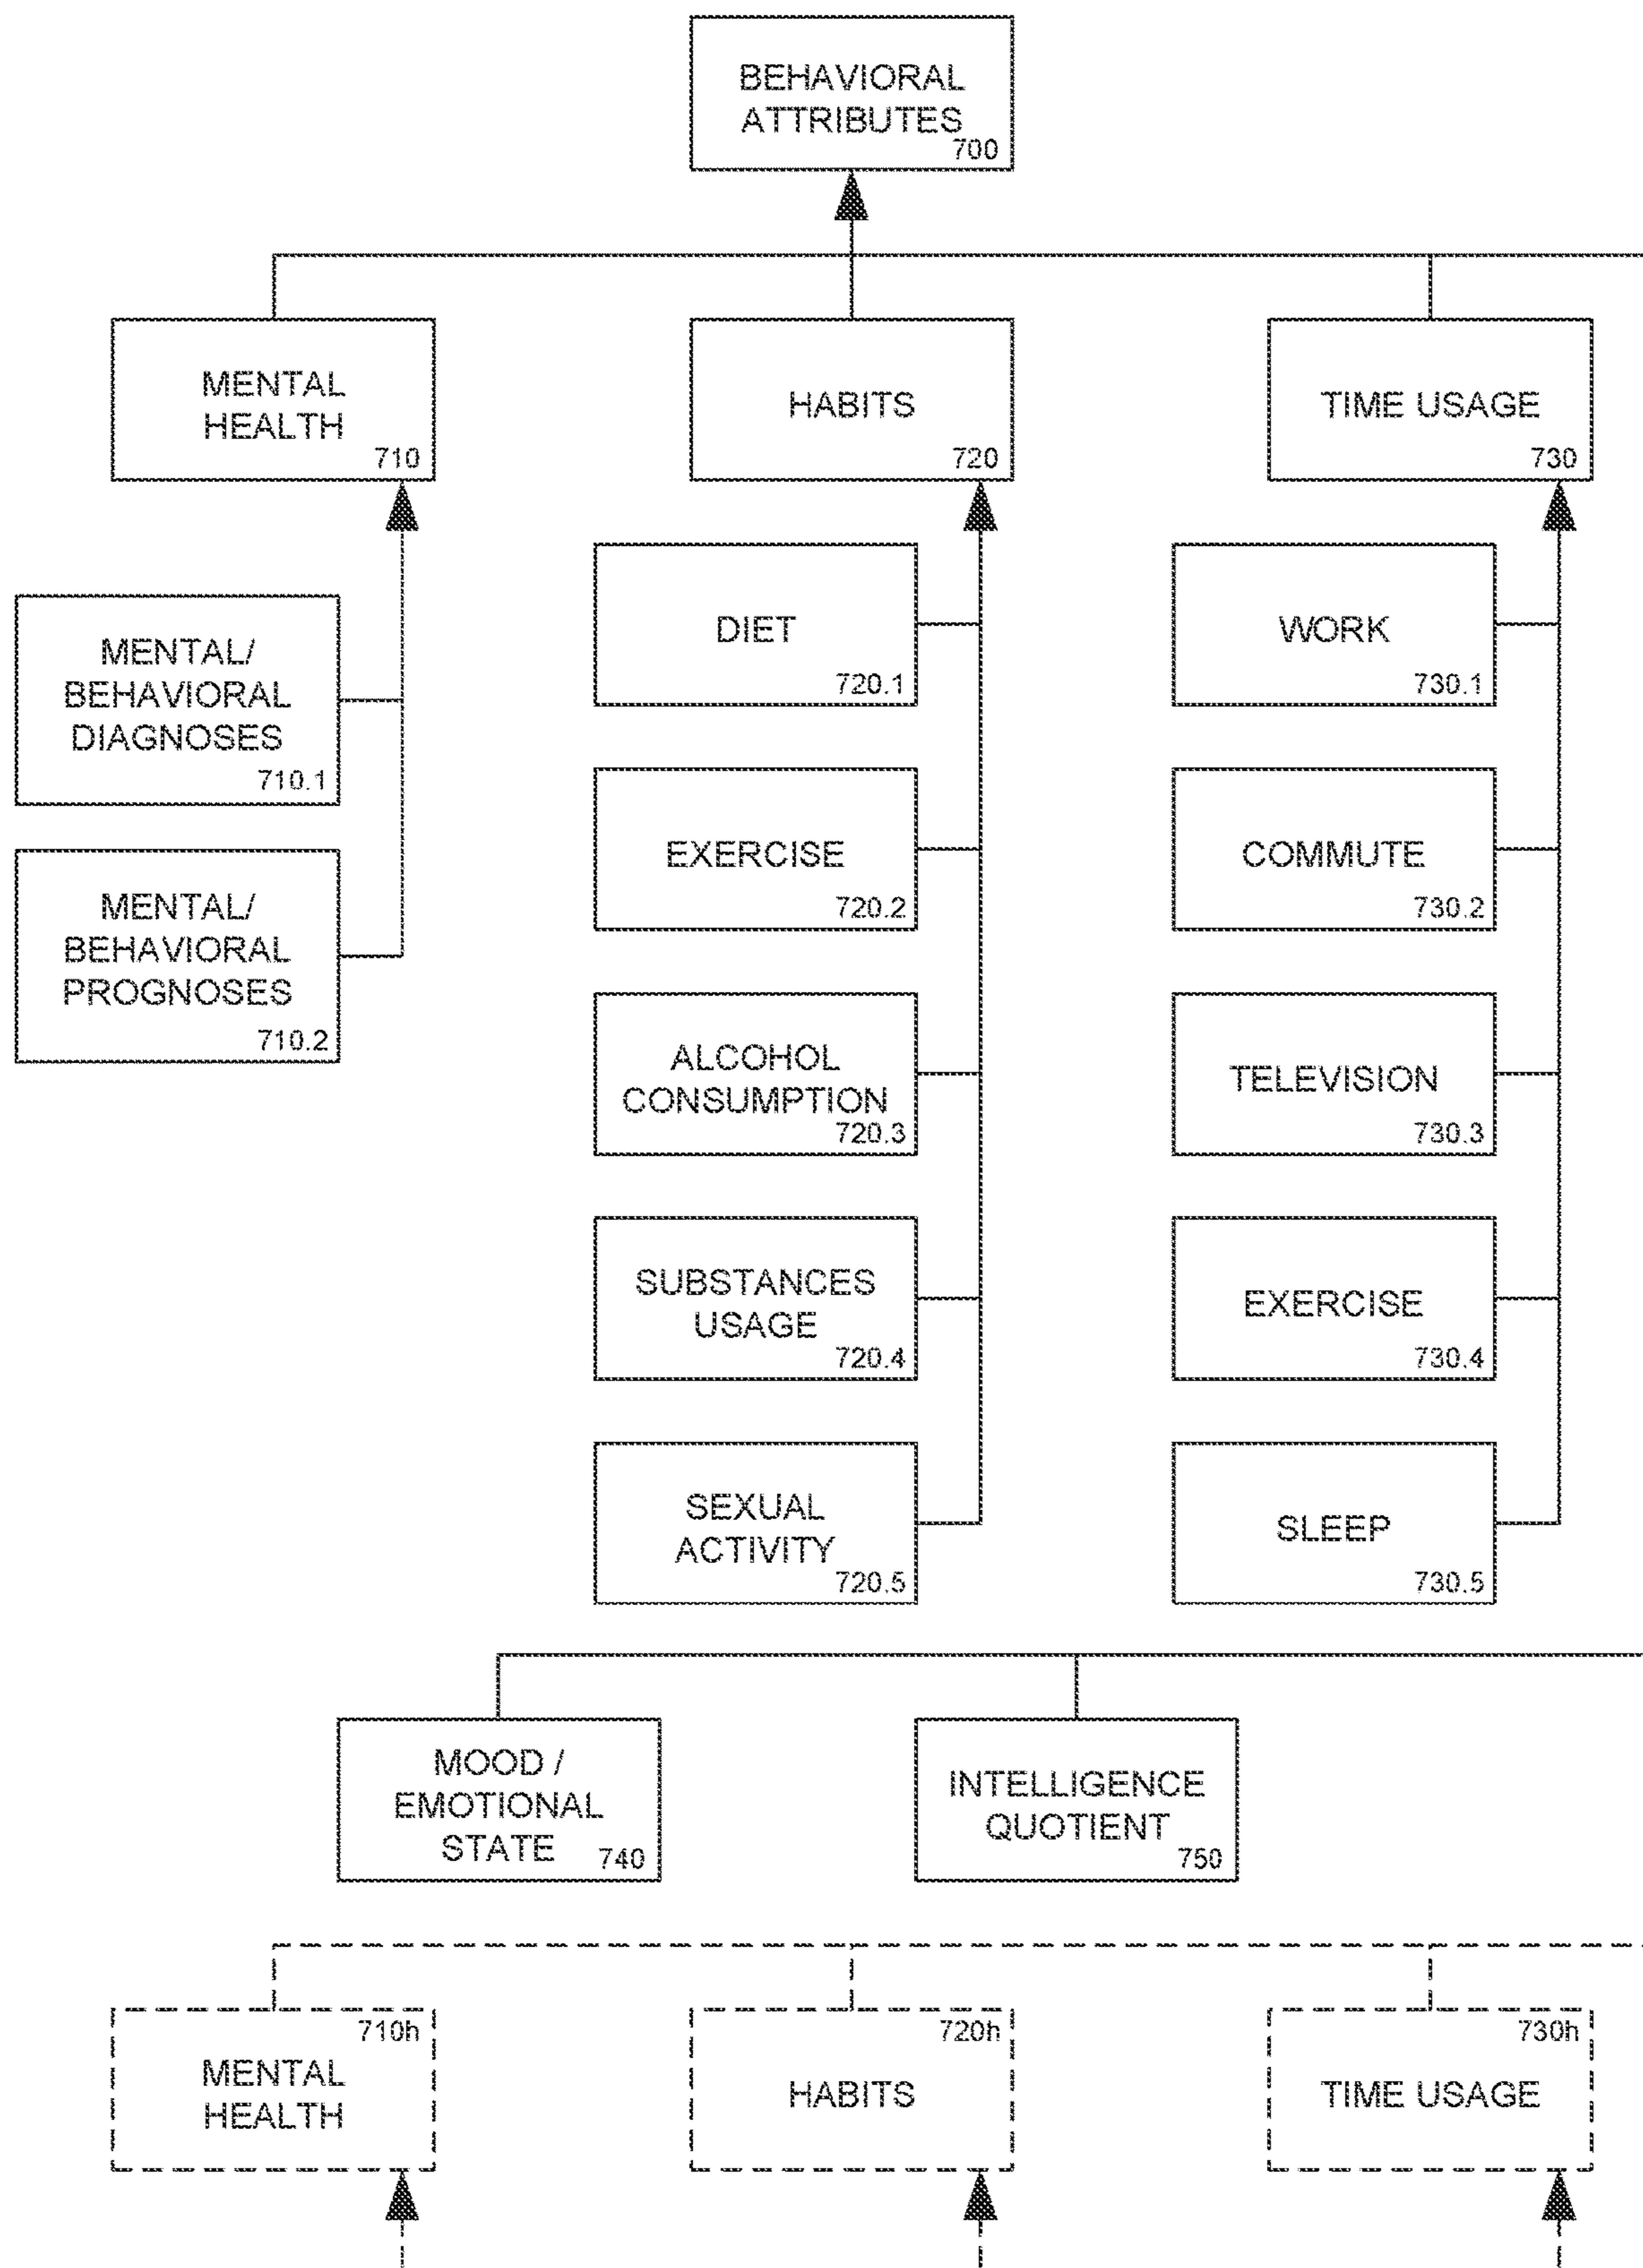 BEHAVIORAL
ATTRIBUTES
700
MENTAL
HEALTH
710
HABITS
720
TIME USAGE
730
MENTAL/
BEHAVIORAL
DIAGNOSES
710.1
MENTAL/
BEHAVIORAL
PROGNOSES
710.2
DIET
720.1
EXERCISE
720.2
ALCOHOL
CONSUMPTION
720.3
SUBSTANCES
USAGE
720.4
SEXUAL
ACTIVITY
720.5
WORK
730.1
COMMUTE
730.2
TELEVISION
730.3
EXERCISE
730.4
SLEEP
730.5
MOOD /
EMOTIONAL
STATE
740
INTELLIGENCE
QUOTIENT
750
710h
MENTAL
HEALTH
720h
HABITS
730h
TIME USAGE